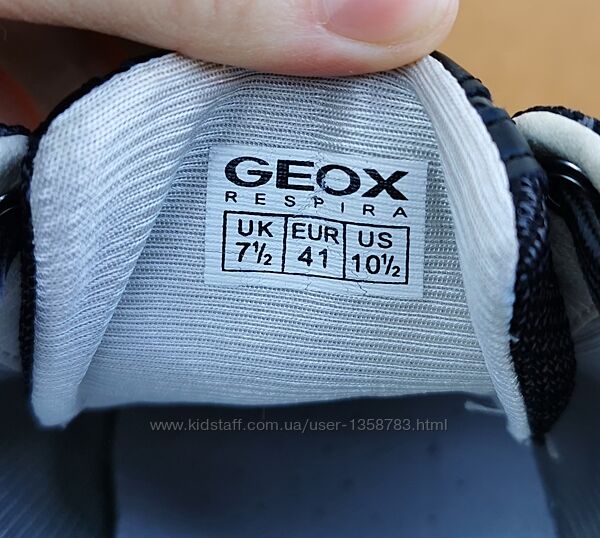 GEOX
RESPIRA
UK EUR US
7½ 41 10½
www.kidstaff.com.ua/user-1358783.html